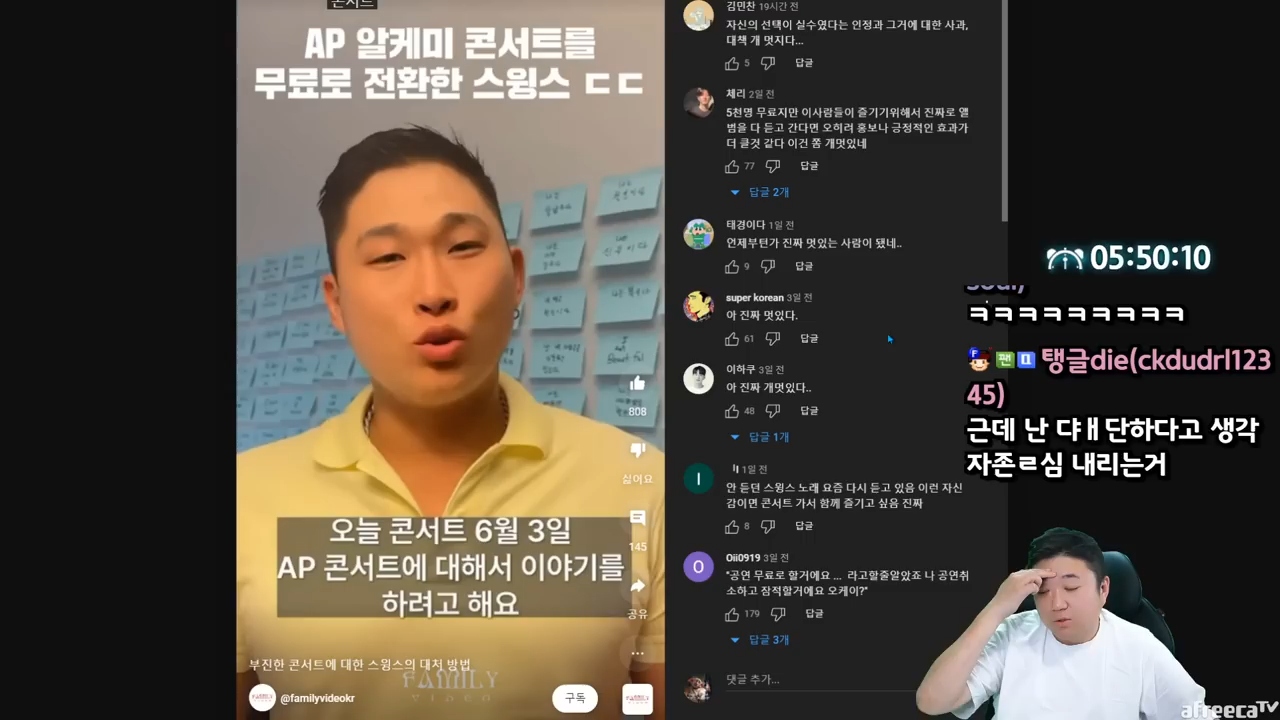 콘서트
AP 알케미 콘서트를
무료로 전환한 스윙스 ㄷㄷ
오늘 콘서트 6월 3일
AP 콘서트에 대해서 이야기를
하려고 해요
808
싫어요
145
공유
부진한 콘서트에 대한 스윙스의 대처 방법
FAMILY
VIDEO
@familyvideokr
구독
김민찬 19시간 전
자신의 선택이 실수였다는 인정과 그거에 대한 사과,
대책 개 멋지다...
5
답글
체리 2일 전
5천명 무료지만 이사람들이 즐기기위해서 진짜로 앨
범을 다 듣고 간다면 오히려 홍보나 긍정적인 효과가
더 클것 같다 이건 쫌 개멋있네
77
답글
답글 2개
태경이다 1일 전
언제부턴가 진짜 멋있는 사람이 됐네..
9
답글
super korean 3일 전
아 진짜 멋있다.
61
답글
이하쿠 3일 전
아 진짜 개멋있다..
48
답글
답글 1개
1일 전
안 듣던 스윙스 노래 요즘 다시 듣고 있음 이런 자신
감이면 콘서트 가서 함께 즐기고 싶음 진짜
8
답글
Oii0919 3일 전
"공연 무료로 할거에요 ... 라고할줄알았죠 나 공연취
소하고 잠적할거에요 오케이?"
179
답글
답글 3개
댓글 추가...
05:50:10
ㅋㅋㅋㅋㅋㅋㅋㅋㅋ
팬 탱글die(ckdudrl123
45)
근데 난 댜ㅐ단하다고 생각
자존ㄹ심 내리는거
afreecaTV